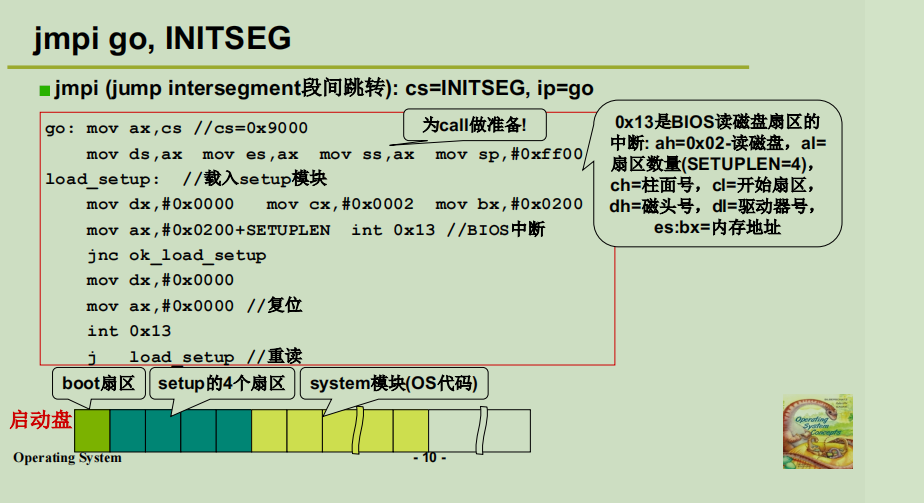 jmpi go, INITSEG
jmpi (jump intersegment段间跳转): cs=INITSEG, ip=go
go: mov ax,cs //cs=0x9000
为call做准备!
mov ds,ax mov es,ax mov ss,ax mov sp,#0xff00
load_setup: //载入setup模块
mov dx,#0x0000 mov cx,#0x0002 mov bx,#0x0200
mov ax,#0x0200+SETUPLEN int 0x13 //BIOS中断
jnc ok_load_setup
mov dx,#0x0000
mov ax,#0x0000 //复位
int 0x13
j load_setup //重读
0x13是BIOS读磁盘扇区的
中断: ah=0x02-读磁盘，al=
扇区数量(SETUPLEN=4)，
ch=柱面号，cl=开始扇区，
dh=磁头号，dl=驱动器号，
es:bx=内存地址
boot扇区
setup的4个扇区
system模块(OS代码)
启动盘
Operating System
- 10 -
Operating
System
Concepts